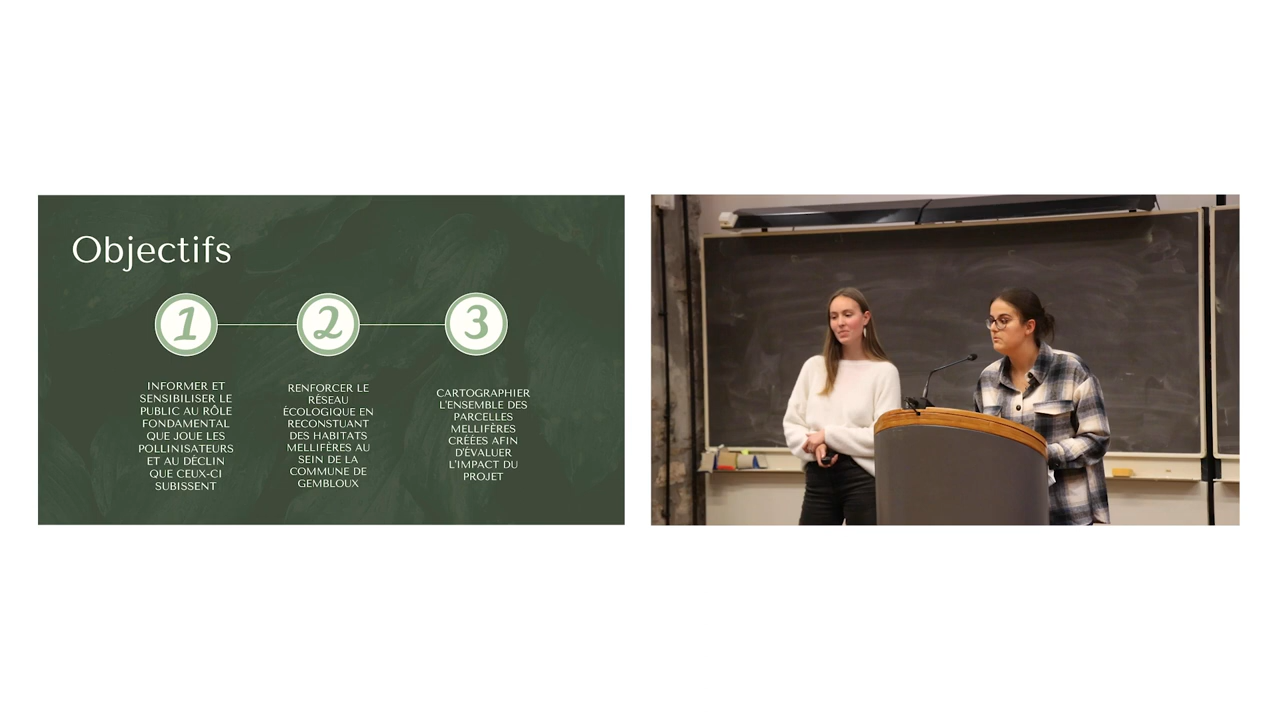 Objectifs
1
2
3
INFORMER ET
SENSIBILISER LE
PUBLIC AU RÔLE
FONDAMENTAL
QUE JOUE LES
POLLINISATEURS
ET AU DÉCLIN
QUE CEUX-CI
SUBISSENT
RENFORCER LE
RÉSEAU
ÉCOLOGIQUE EN
RECONSTUANT
DES HABITATS
MELLIFÈRES AU
SEIN DE LA
COMMUNE DE
GEMBLOUX
CARTOGRAPHIER
L'ENSEMBLE DES
PARCELLES
MELLIFÈRES
CRÉÉES AFIN
D'ÉVALUER
L'IMPACT DU
PROJET